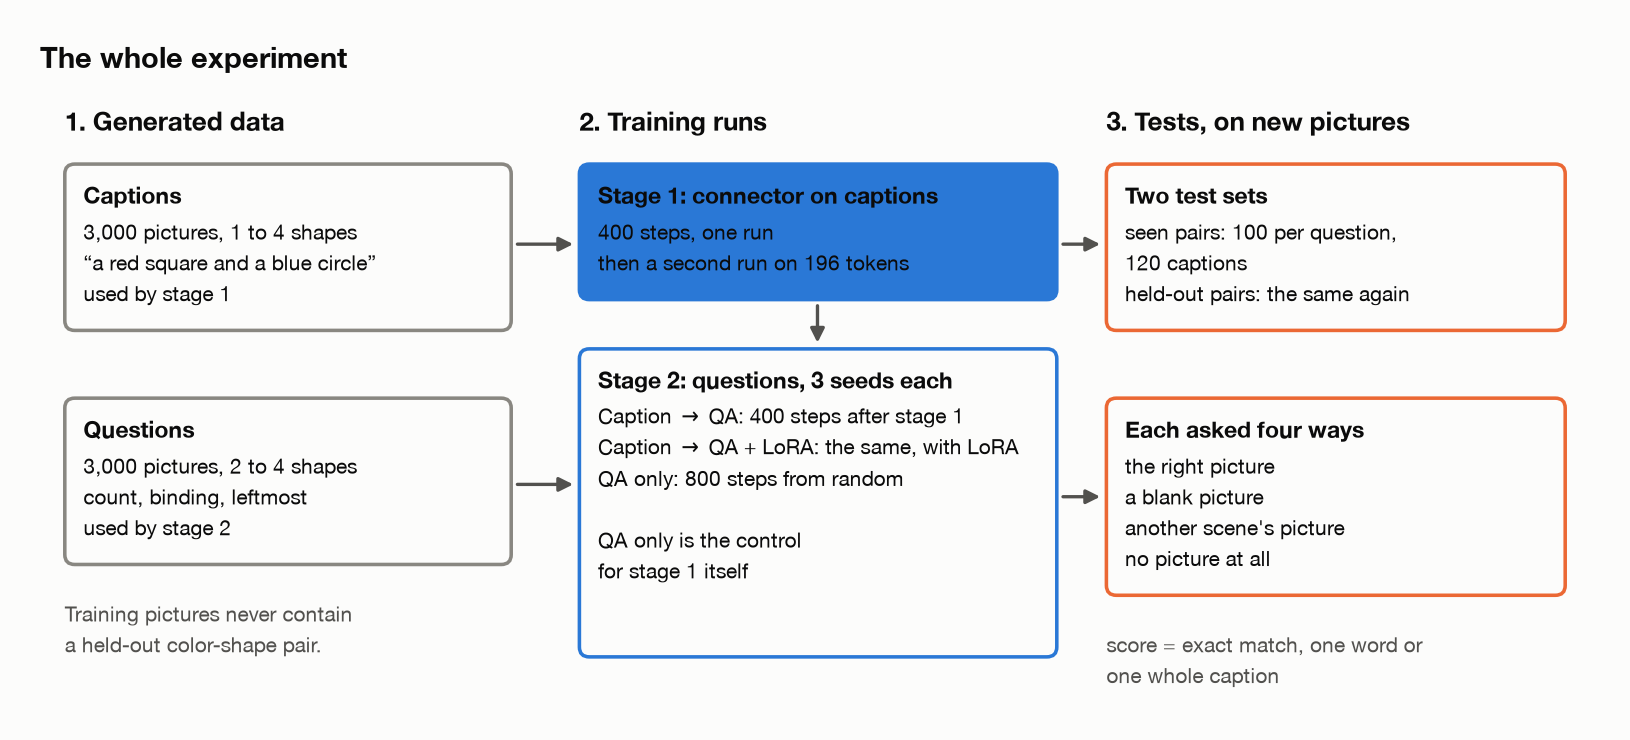 The whole experiment
1. Generated data
Captions
3,000 pictures, 1 to 4 shapes
“a red square and a blue circle”
used by stage 1
Questions
3,000 pictures, 2 to 4 shapes
count, binding, leftmost
used by stage 2
Training pictures never contain
a held-out color-shape pair.
2. Training runs
Stage 1: connector on captions
400 steps, one run
then a second run on 196 tokens
Stage 2: questions, 3 seeds each
Caption → QA: 400 steps after stage 1
Caption → QA + LoRA: the same, with LoRA
QA only: 800 steps from random
QA only is the control
for stage 1 itself
3. Tests, on new pictures
Two test sets
seen pairs: 100 per question,
120 captions
held-out pairs: the same again
Each asked four ways
the right picture
a blank picture
another scene's picture
no picture at all
score = exact match, one word or
one whole caption